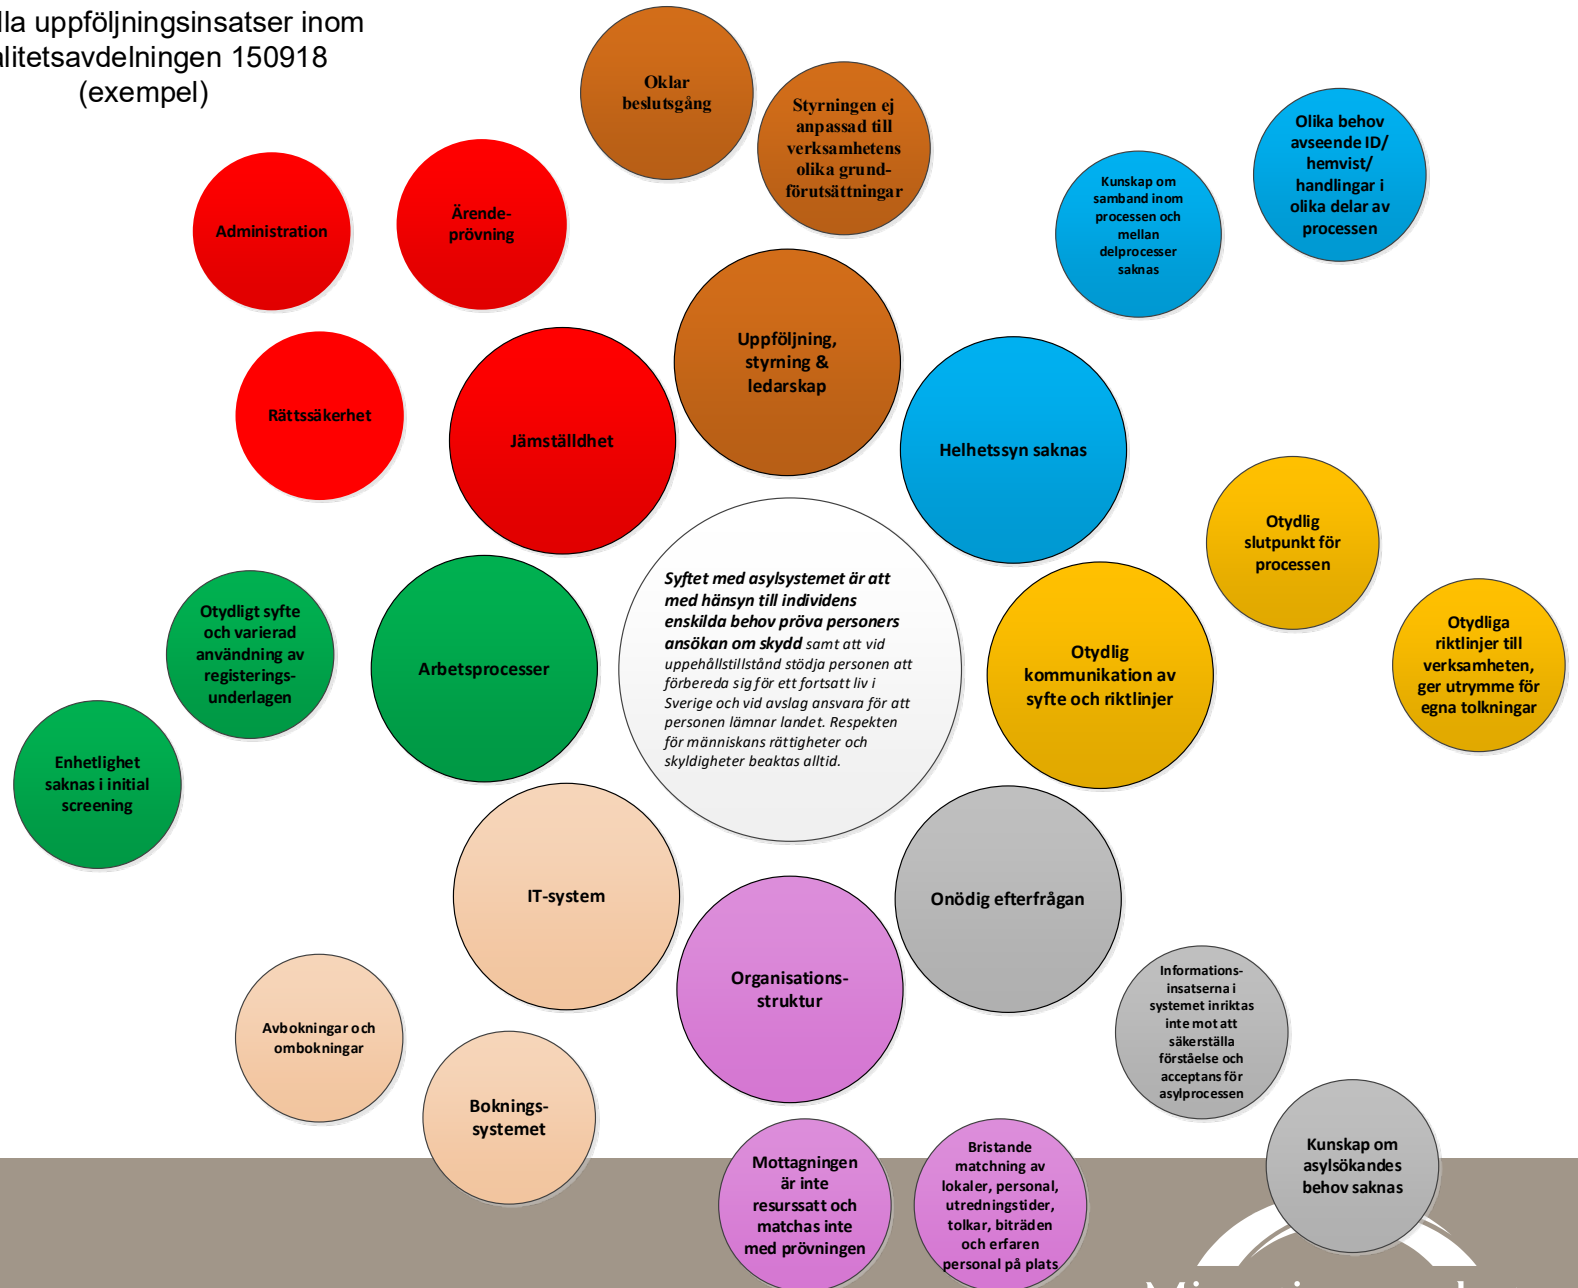 lla uppföljningsinsatser inom
alitetsavdelningen 150918
(exempel)
Oklar
beslutsgång
Styrningen ej
anpassad till
verksamhetens
olika grund-
förutsättningar
Olika behov
avseende ID/
hemvist/
handlingar i
olika delar av
processen
Kunskap om
samband inom
processen och
mellan
delprocesser
saknas
Administration
Ärende-
prövning
Rättssäkerhet
Jämställdhet
Uppföljning,
styrning &
ledarskap
Helhetssyn saknas
Otydlig
slutpunkt för
processen
Otydliga
riktlinjer till
verksamheten,
ger utrymme för
egna tolkningar
Otydlig
kommunikation av
syfte och riktlinjer
Syftet med asylsystemet är att
med hänsyn till individens
enskilda behov pröva personers
ansökan om skydd samt att vid
uppehållstillstånd stödja personen att
förbereda sig för ett fortsatt liv i
Sverige och vid avslag ansvara för att
personen lämnar landet. Respekten
för människans rättigheter och
skyldigheter beaktas alltid.
Arbetsprocesser
Otydligt syfte
och varierad
användning av
registerings-
underlagen
Enhetlighet
saknas i initial
screening
IT-system
Onödig efterfrågan
Organisations-
struktur
Avbokningar och
ombokningar
Boknings-
systemet
Informations-
insatserna i
systemet inriktas
inte mot att
säkerställa
förståelse och
acceptans för
asylprocessen
Kunskap om
asylsökandes
behov saknas
Mottagningen
är inte
resurssatt och
matchas inte
med prövningen
Bristande
matchning av
lokaler, personal,
utredningstider,
tolkar, biträden
och erfaren
personal på plats